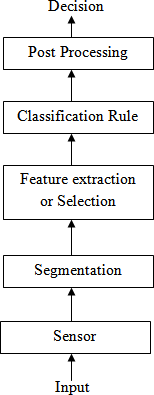 Decision
Post Processing
Classification Rule
Feature extraction
or Selection
Segmentation
Sensor
Input